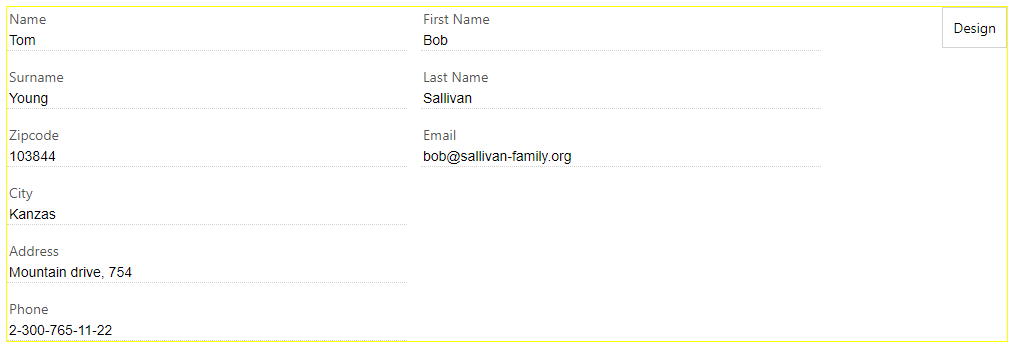 Name
Tom
Surname
Young
Zipcode
103844
City
Kanzas
Address
Mountain drive, 754
Phone
2-300-765-11-22
First Name
Bob
Last Name
Sallivan
Email
bob@sallivan-family.org
Design